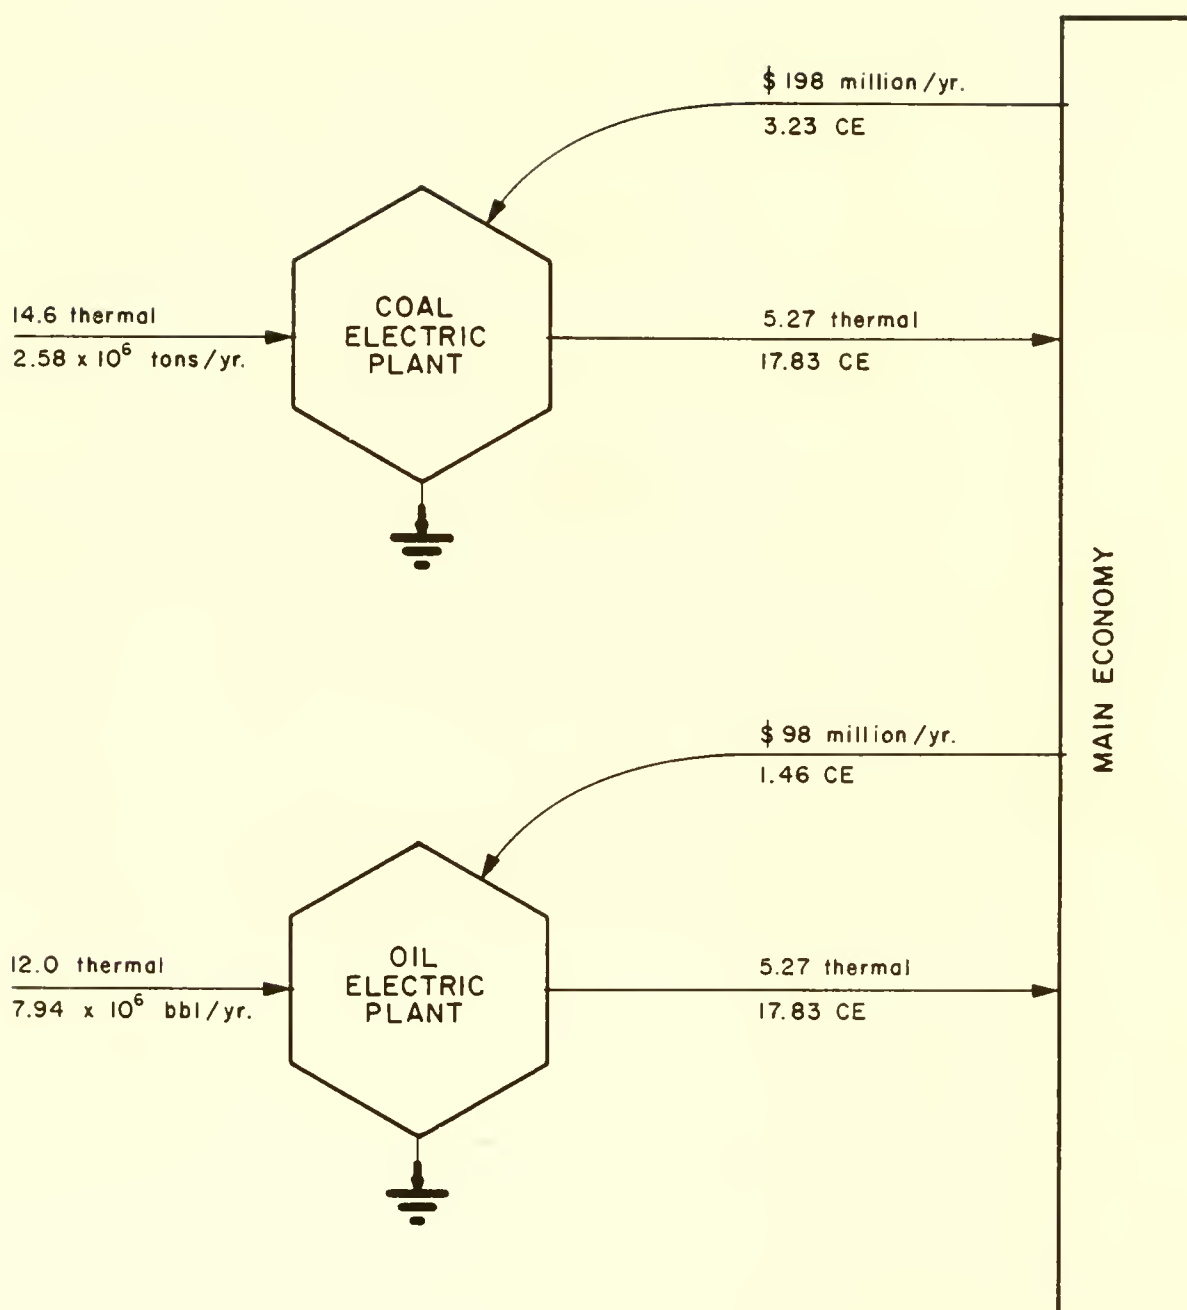 $ 198 million/yr.
3.23 CE
COAL
ELECTRIC
PLANT
14.6 thermal
2.58 x 10⁶ tons/yr.
5.27 thermal
17.83 CE
MAIN ECONOMY
$ 98 million/yr.
1.46 CE
OIL
ELECTRIC
PLANT
12.0 thermal
7.94 x 10⁶ bbl/yr.
5.27 thermal
17.83 CE